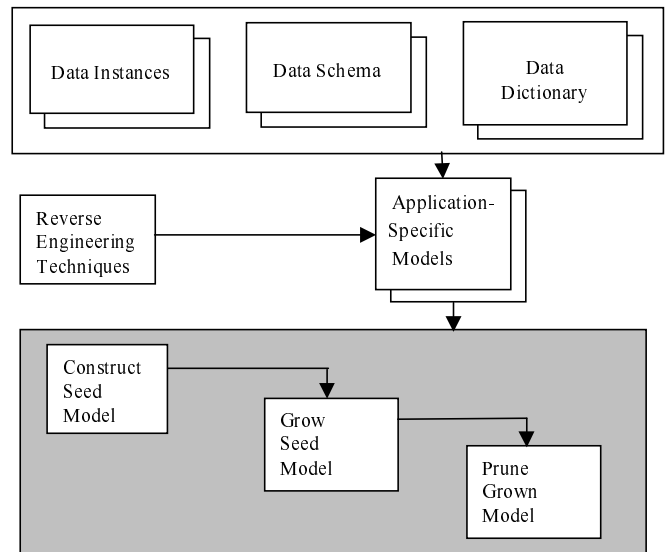 Data Instances
Data Schema
Data
Dictionary
Reverse
Engineering
Techniques
Application-
Specific
Models
Construct
Seed
Model
Grow
Seed
Model
Prune
Grown
Model